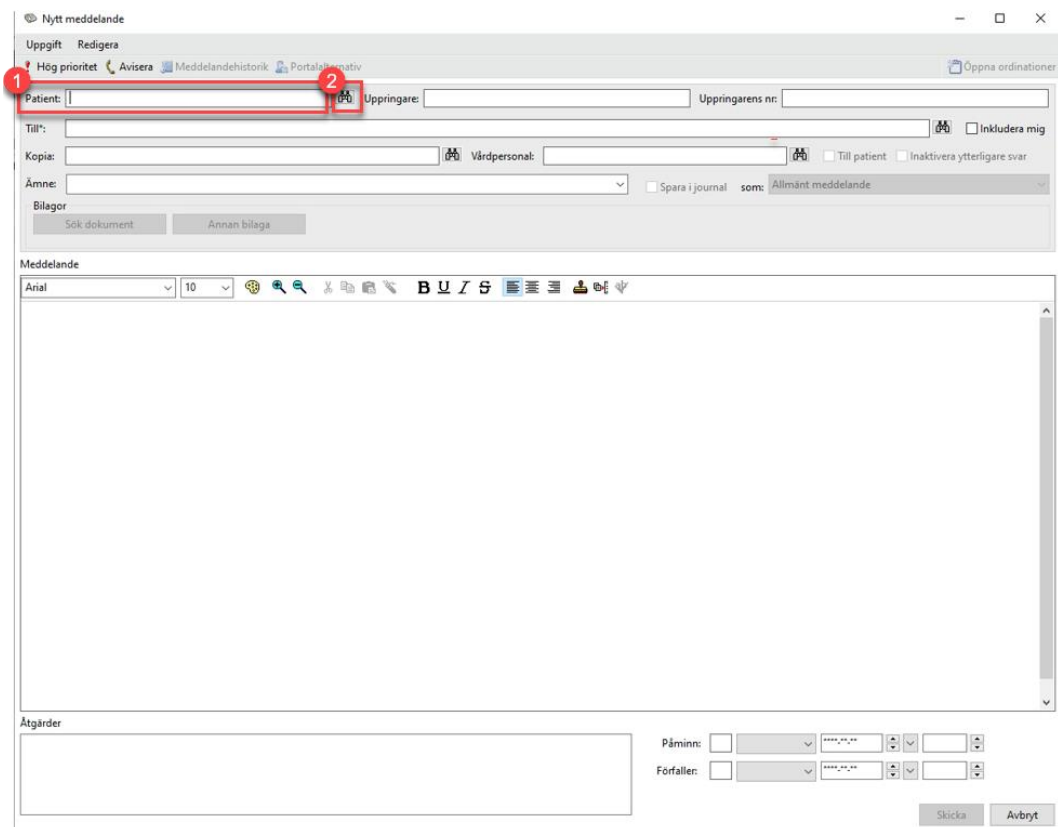 Nytt meddelande
Uppgift Redigera
Hög prioritet Avisera Meddelandehistorik Portalalternativ Öppna ordinationer
1 2
Patient: Uppringare: Uppringarens nr:
Till*: Inkludera mig
Kopia: Vårdpersonal: Till patient Inaktivera ytterligare svar
Ämne: Spara i journal som: Allmänt meddelande
Bilagor
Sök dokument Annan bilaga
Meddelande
Arial 10 B U I S
Åtgärder
Påminn: ****-**-**
Förfaller: ****-**-**
Skicka Avbryt